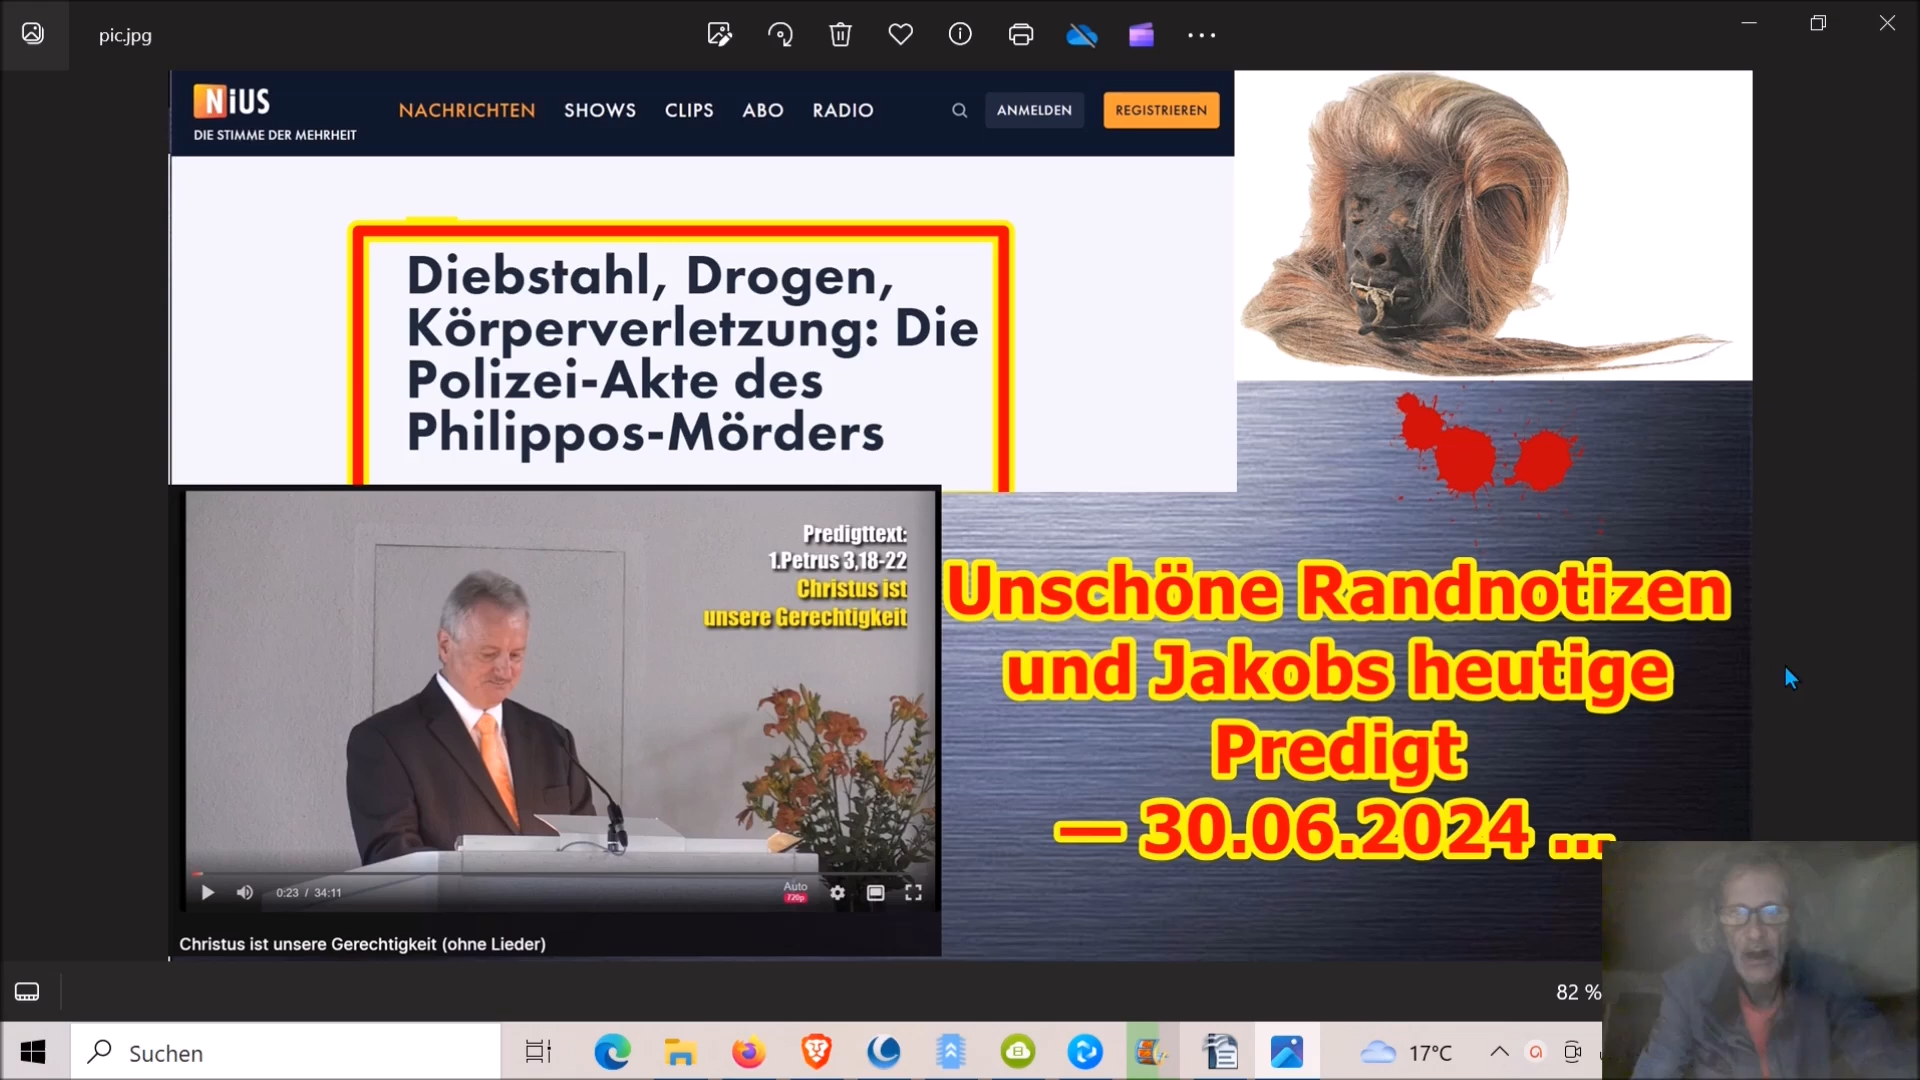 pic.jpg
NiUS
DIE STIMME DER MEHRHEIT
NACHRICHTEN SHOWS CLIPS ABO RADIO
ANMELDEN REGISTRIEREN
Diebstahl, Drogen,
Körperverletzung: Die
Polizei-Akte des
Philippos-Mörders
Predigttext:
1.Petrus 3,18-22
Christus ist
unsere Gerechtigkeit
0:23 / 34:11
Auto
720p
Christus ist unsere Gerechtigkeit (ohne Lieder)
Unschöne Randnotizen
und Jakobs heutige
Predigt
— 30.06.2024 ...
82 %
Suchen
17°C